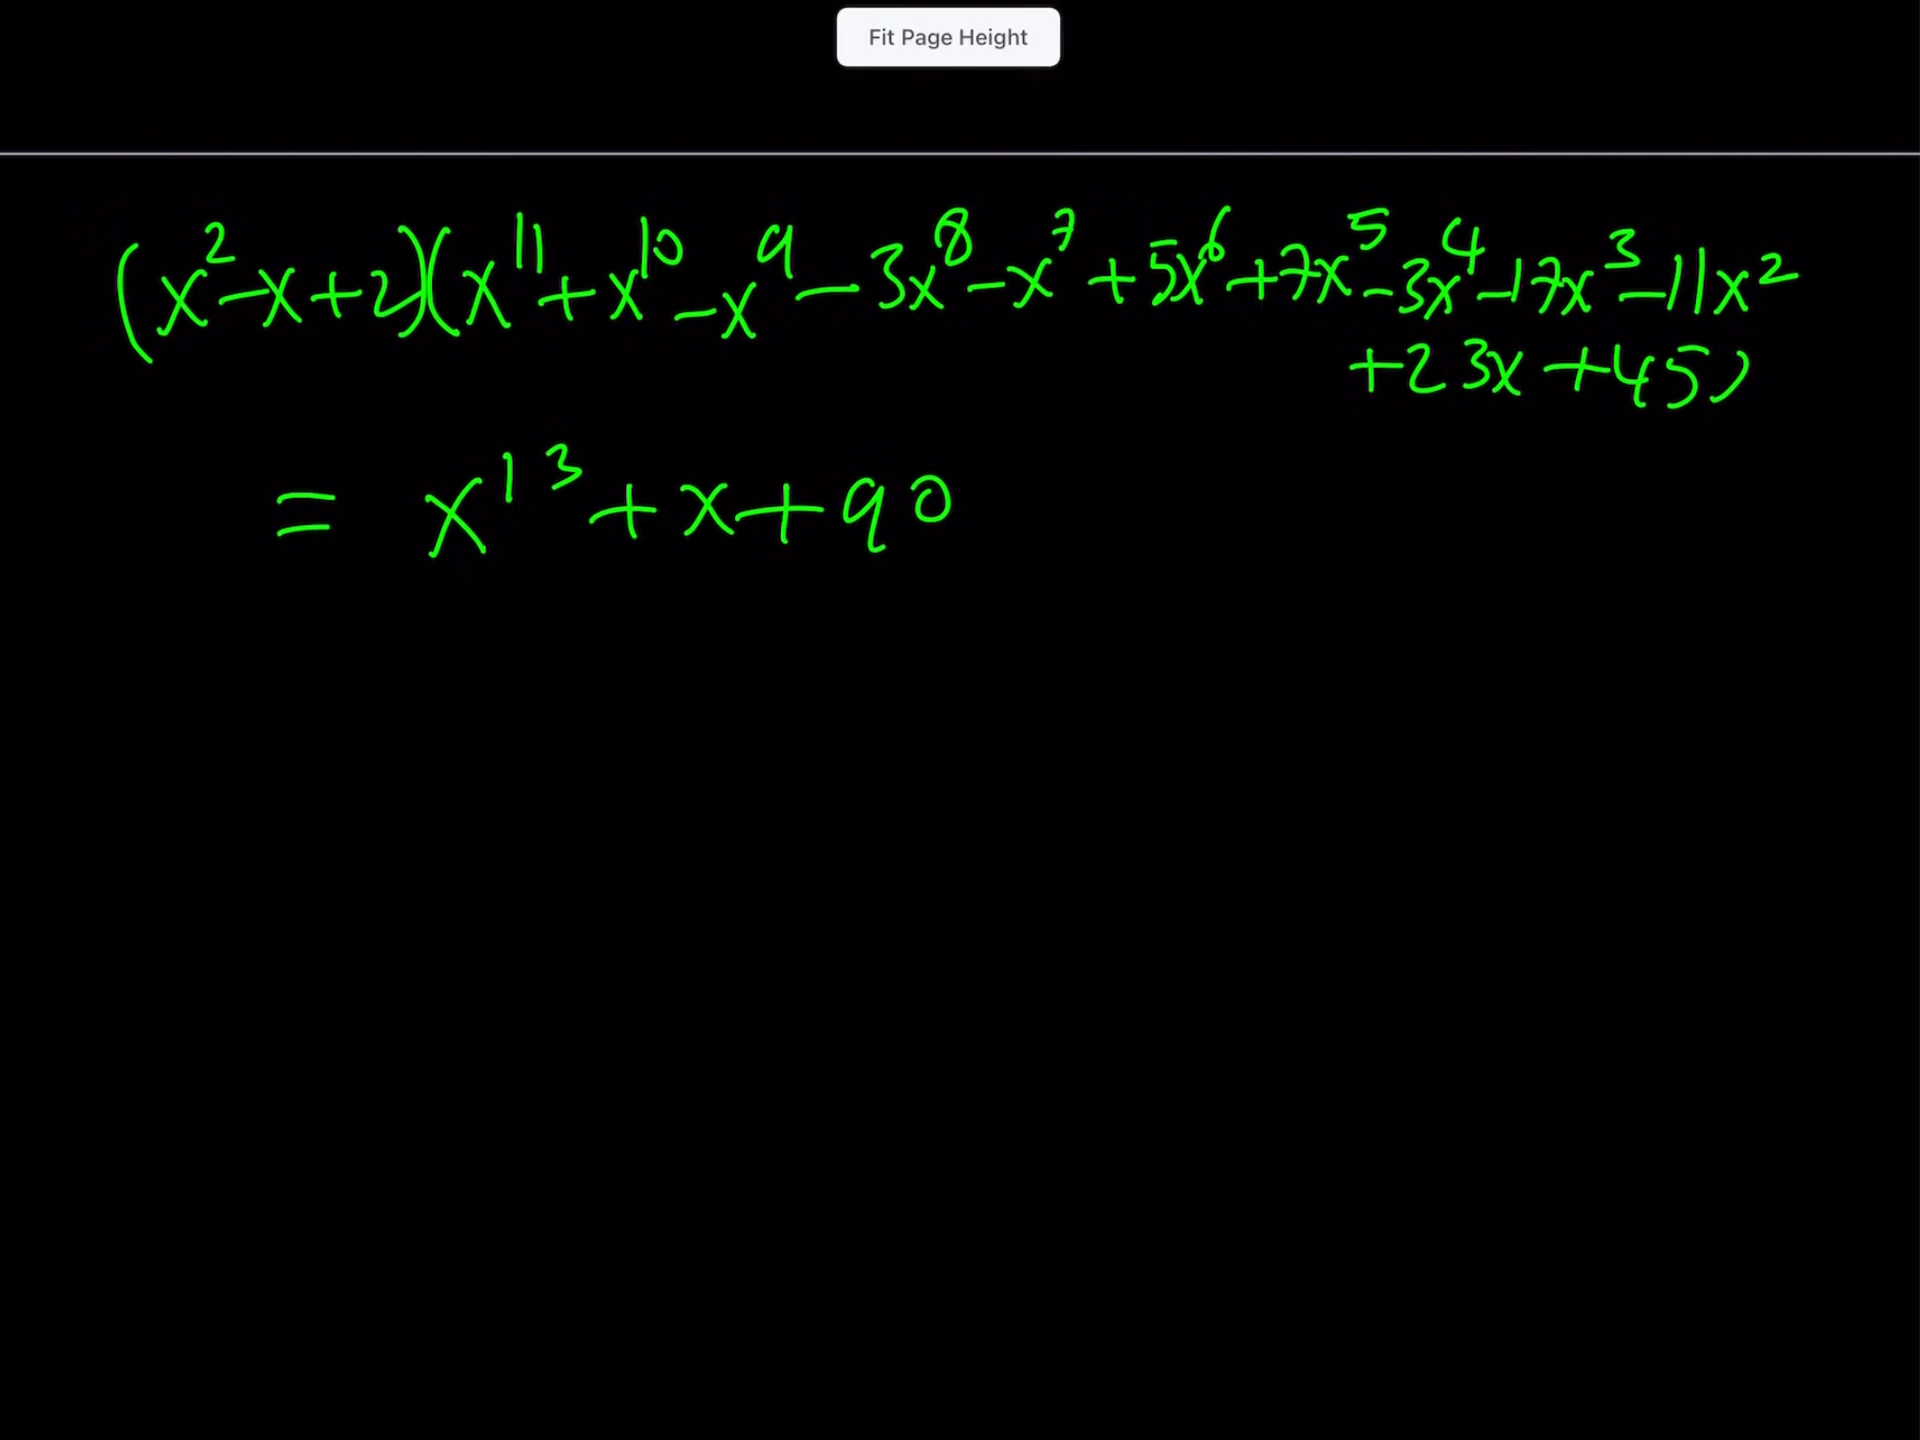 Fit Page Height
(x²-x+2)(x¹¹+x¹⁰-x⁹-3x⁸-x⁷+5x⁶+7x⁵-3x⁴-17x³-11x²
+23x+45)
= x¹³+x+90